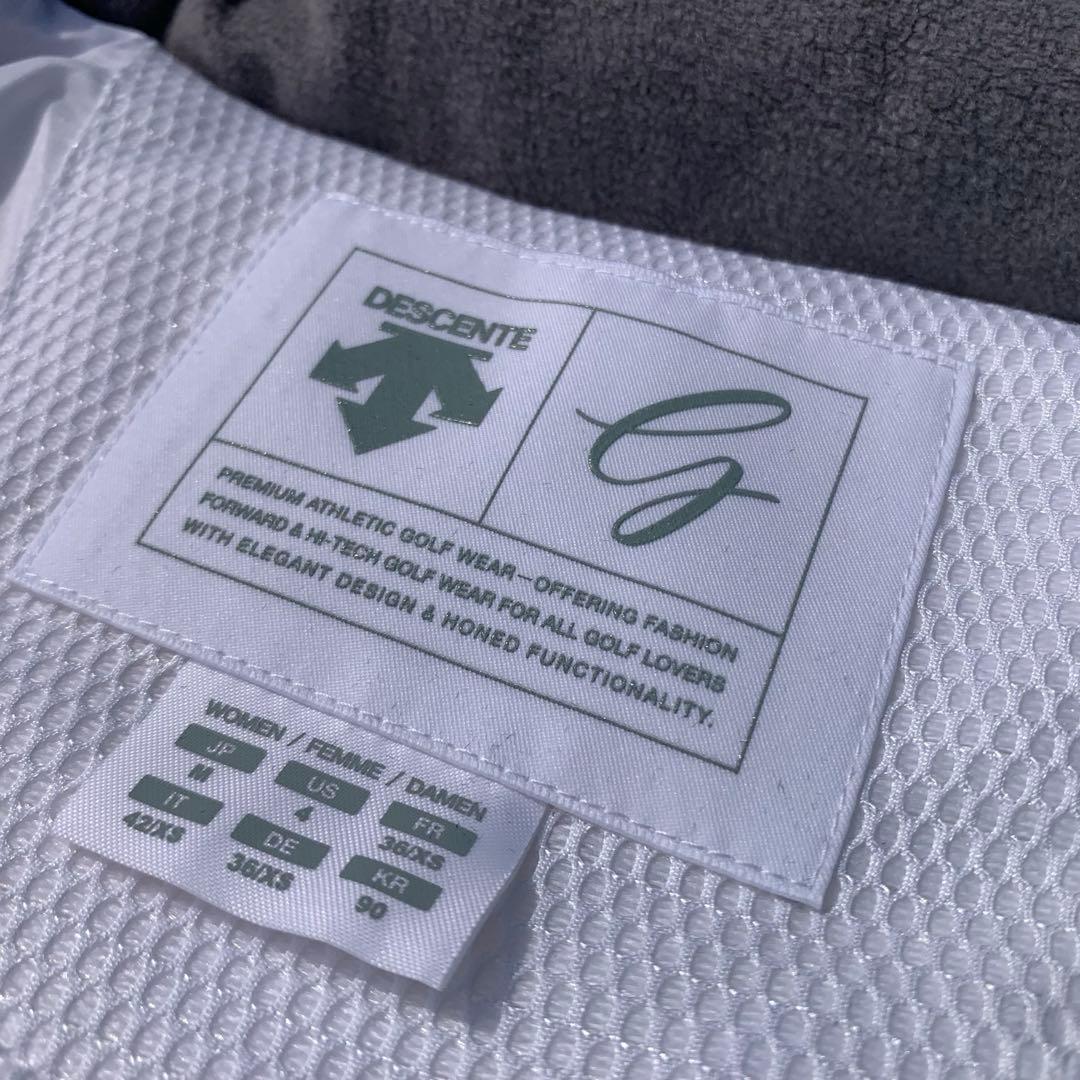 DESCENTE
G
PREMIUM ATHLETIC GOLF WEAR—OFFERING FASHION
FORWARD & HI-TECH GOLF WEAR FOR ALL GOLF LOVERS
WITH ELEGANT DESIGN & HONED FUNCTIONALITY.
WOMEN / FEMME / DAMEN
JP US FR
M 4 36/XS
IT DE KR
42/XS 36/XS 90